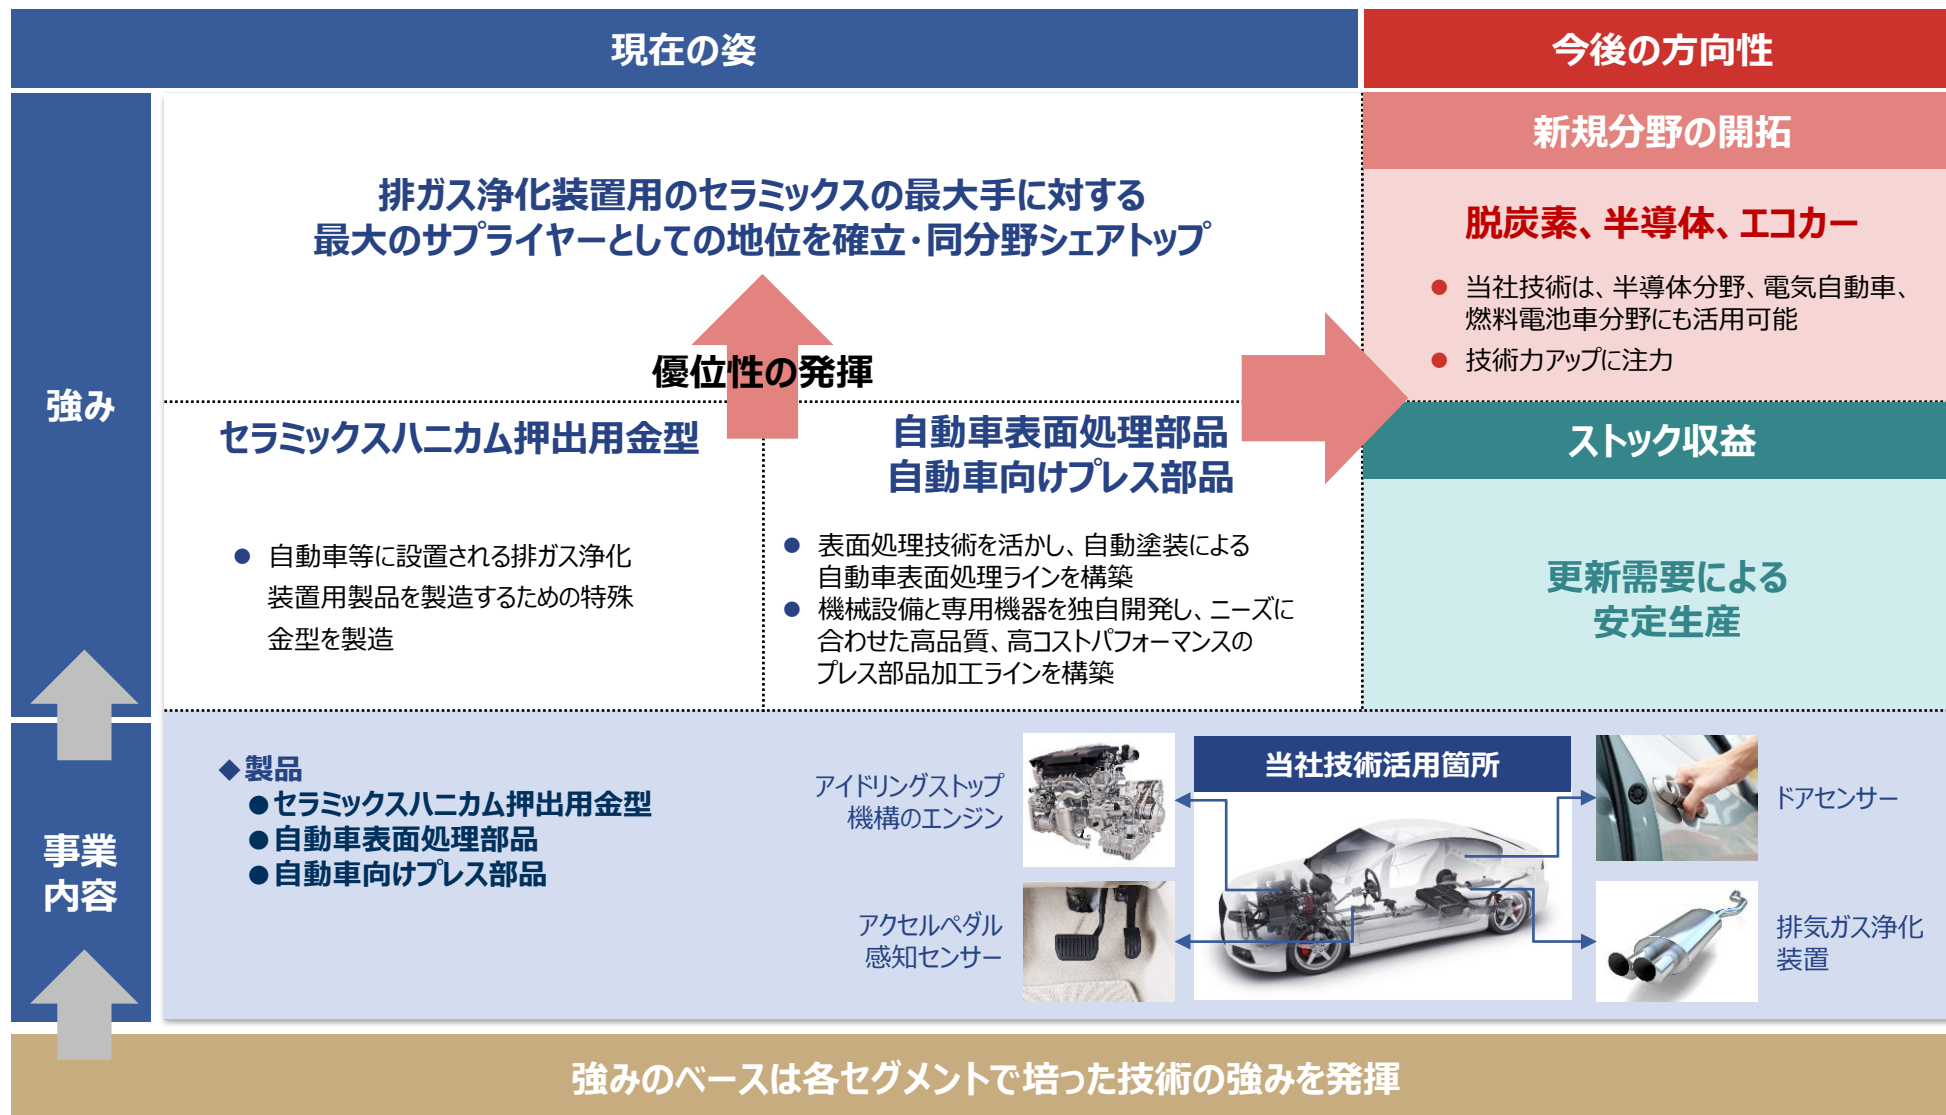 現在の姿
今後の方向性
強み
排ガス浄化装置用のセラミックスの最大手に対する
最大のサプライヤーとしての地位を確立・同分野シェアトップ
優位性の発揮
セラミックスハニカム押出用金型
● 自動車等に設置される排ガス浄化
装置用製品を製造するための特殊
金型を製造
自動車表面処理部品
自動車向けプレス部品
● 表面処理技術を活かし、自動塗装による
自動車表面処理ラインを構築
● 機械設備と専用機器を独自開発し、ニーズに
合わせた高品質、高コストパフォーマンスの
プレス部品加工ラインを構築
新規分野の開拓
脱炭素、半導体、エコカー
● 当社技術は、半導体分野、電気自動車、
燃料電池車分野にも活用可能
● 技術力アップに注力
ストック収益
更新需要による
安定生産
事業
内容
◆製品
●セラミックスハニカム押出用金型
●自動車表面処理部品
●自動車向けプレス部品
アイドリングストップ
機構のエンジン
アクセルペダル
感知センサー
当社技術活用箇所
ドアセンサー
排気ガス浄化
装置
強みのベースは各セグメントで培った技術の強みを発揮